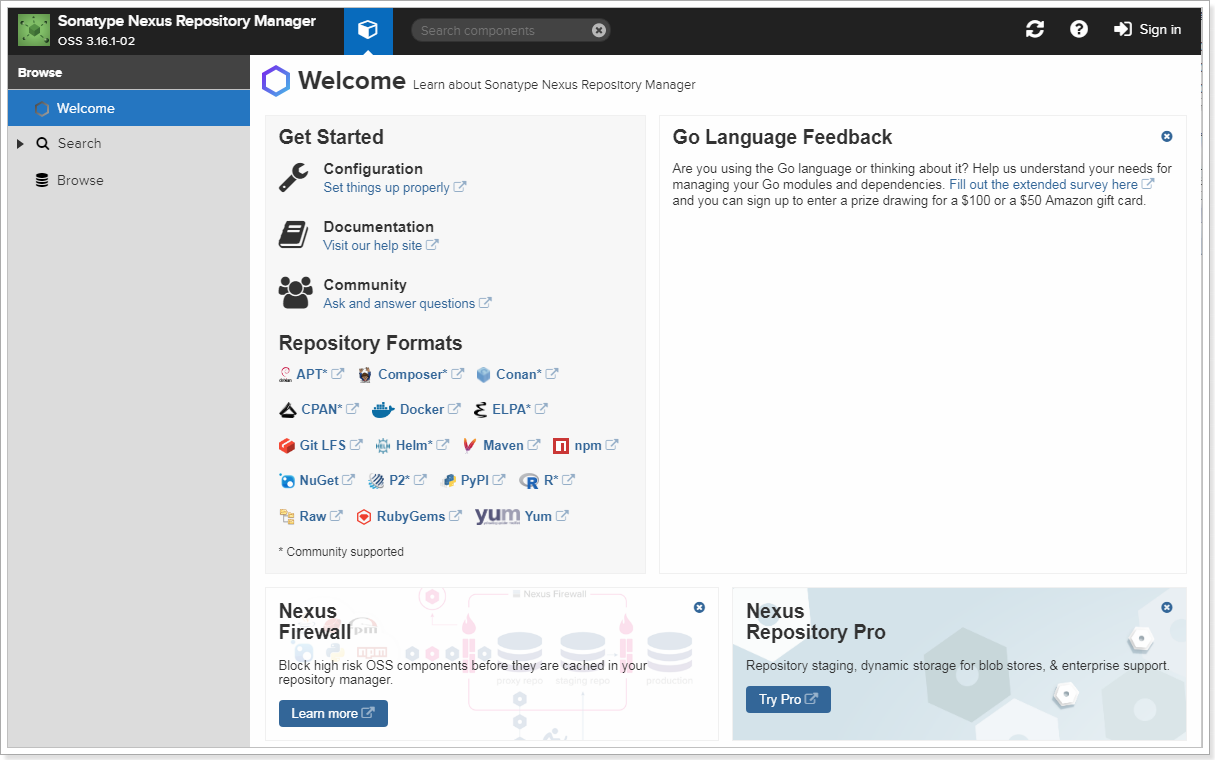 Sonatype Nexus Repository Manager
OSS 3.16.1-02
Search components
Sign in
Browse
Welcome
Search
Browse
Welcome Learn about Sonatype Nexus Repository Manager
Get Started
Configuration
Set things up properly
Documentation
Visit our help site
Community
Ask and answer questions
Repository Formats
APT* Composer* Conan*
CPAN* Docker ELPA*
Git LFS Helm* Maven npm
NuGet P2* PyPI R*
Raw RubyGems yum Yum
* Community supported
Go Language Feedback
Are you using the Go language or thinking about it? Help us understand your needs for
managing your Go modules and dependencies. Fill out the extended survey here
and you can sign up to enter a prize drawing for a $100 or a $50 Amazon gift card.
Nexus Firewall
Nexus
Firewall
Block high risk OSS components before they are cached in your
repository manager.
proxy repo staging repo production
Learn more
Nexus
Repository Pro
Repository staging, dynamic storage for blob stores, & enterprise support.
Try Pro